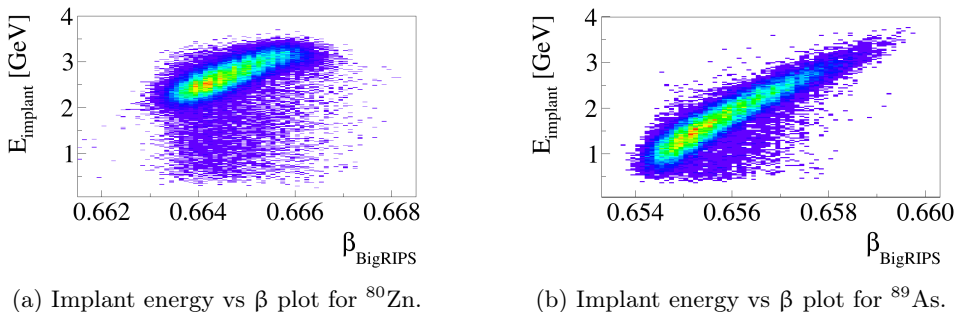 4
3
2
1
E_implant [GeV]
0.662 0.664 0.666 0.668
β_BigRIPS
(a) Implant energy vs β plot for ⁸⁰Zn.
4
3
2
1
E_implant [GeV]
0.654 0.656 0.658 0.660
β_BigRIPS
(b) Implant energy vs β plot for ⁸⁹As.